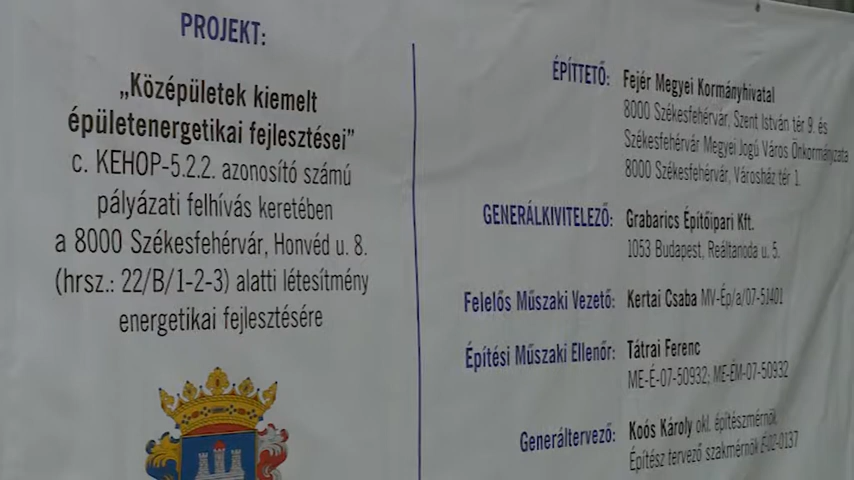 PROJEKT:
„Középületek kiemelt
épületenergetikai fejlesztései”
c. KEHOP-5.2.2. azonosító számú
pályázati felhívás keretében
a 8000 Székesfehérvár, Honvéd u. 8.
(hrsz.: 22/B/1-2-3) alatti létesítmény
energetikai fejlesztésére
ÉPÍTTETŐ: Fejér Megyei Kormányhivatal
8000 Székesfehérvár, Szent István tér 9. és
Székesfehérvár Megyei Jogú Város Önkormányzata
8000 Székesfehérvár, Városház tér 1.
GENERÁLKIVITELEZŐ: Grabarics Építőipari Kft.
1053 Budapest, Reáltanoda u. 5.
Felelős Műszaki Vezető: Kertai Csaba MV-Ép/a/07-51401
Építési Műszaki Ellenőr: Tátrai Ferenc
ME-É-07-50932; ME-ÉM-07-50932
Generáltervező: Koós Károly okl. építészmérnök,
Építész tervező szakmérnök É-02-0137